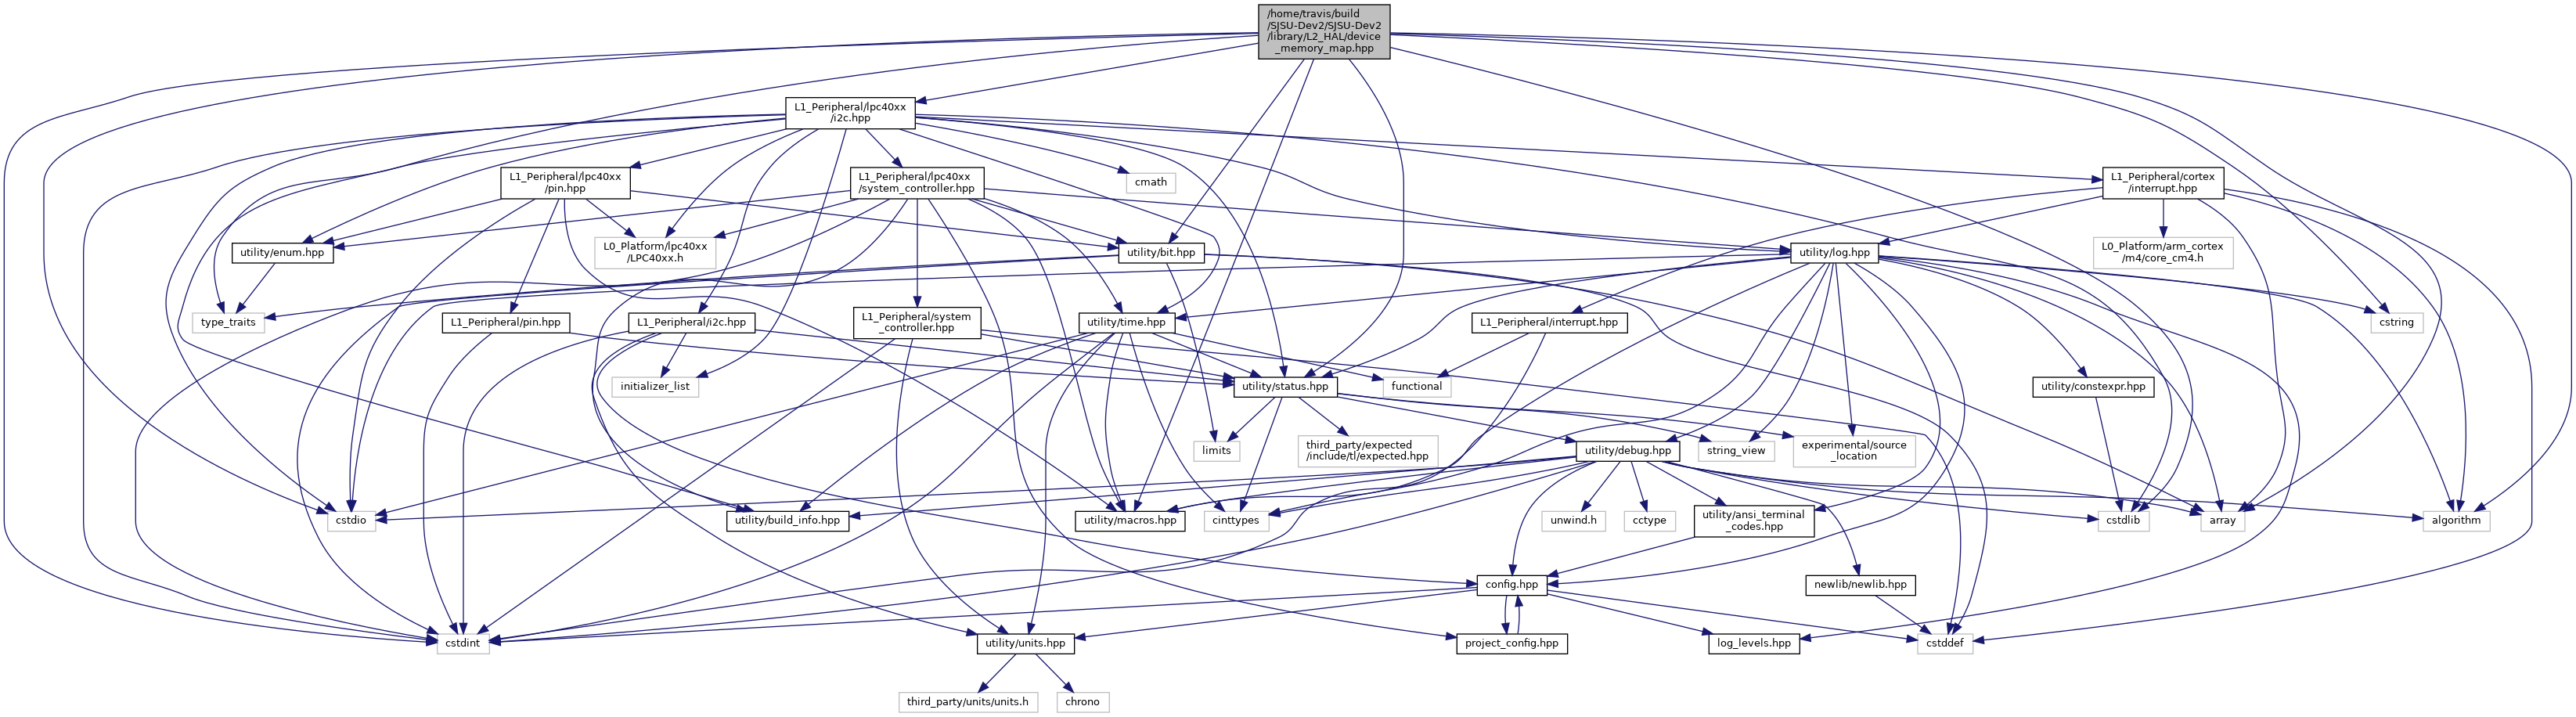 /home/travis/build
/SJSU-Dev2/SJSU-Dev2
/library/L2_HAL/device
_memory_map.hpp
L1_Peripheral/lpc40xx
/i2c.hpp
L1_Peripheral/lpc40xx
/pin.hpp
L1_Peripheral/lpc40xx
/system_controller.hpp
cmath
L1_Peripheral/cortex
/interrupt.hpp
utility/enum.hpp
L0_Platform/lpc40xx
/LPC40xx.h
utility/bit.hpp
utility/log.hpp
L0_Platform/arm_cortex
/m4/core_cm4.h
type_traits
L1_Peripheral/pin.hpp
L1_Peripheral/i2c.hpp
L1_Peripheral/system
_controller.hpp
utility/time.hpp
L1_Peripheral/interrupt.hpp
cstring
initializer_list
utility/status.hpp
functional
utility/constexpr.hpp
limits
third_party/expected
/include/tl/expected.hpp
utility/debug.hpp
string_view
experimental/source
_location
cstdio
utility/build_info.hpp
utility/macros.hpp
cinttypes
unwind.h
cctype
utility/ansi_terminal
_codes.hpp
cstdlib
array
algorithm
config.hpp
newlib/newlib.hpp
cstdint
utility/units.hpp
project_config.hpp
log_levels.hpp
cstddef
third_party/units/units.h
chrono